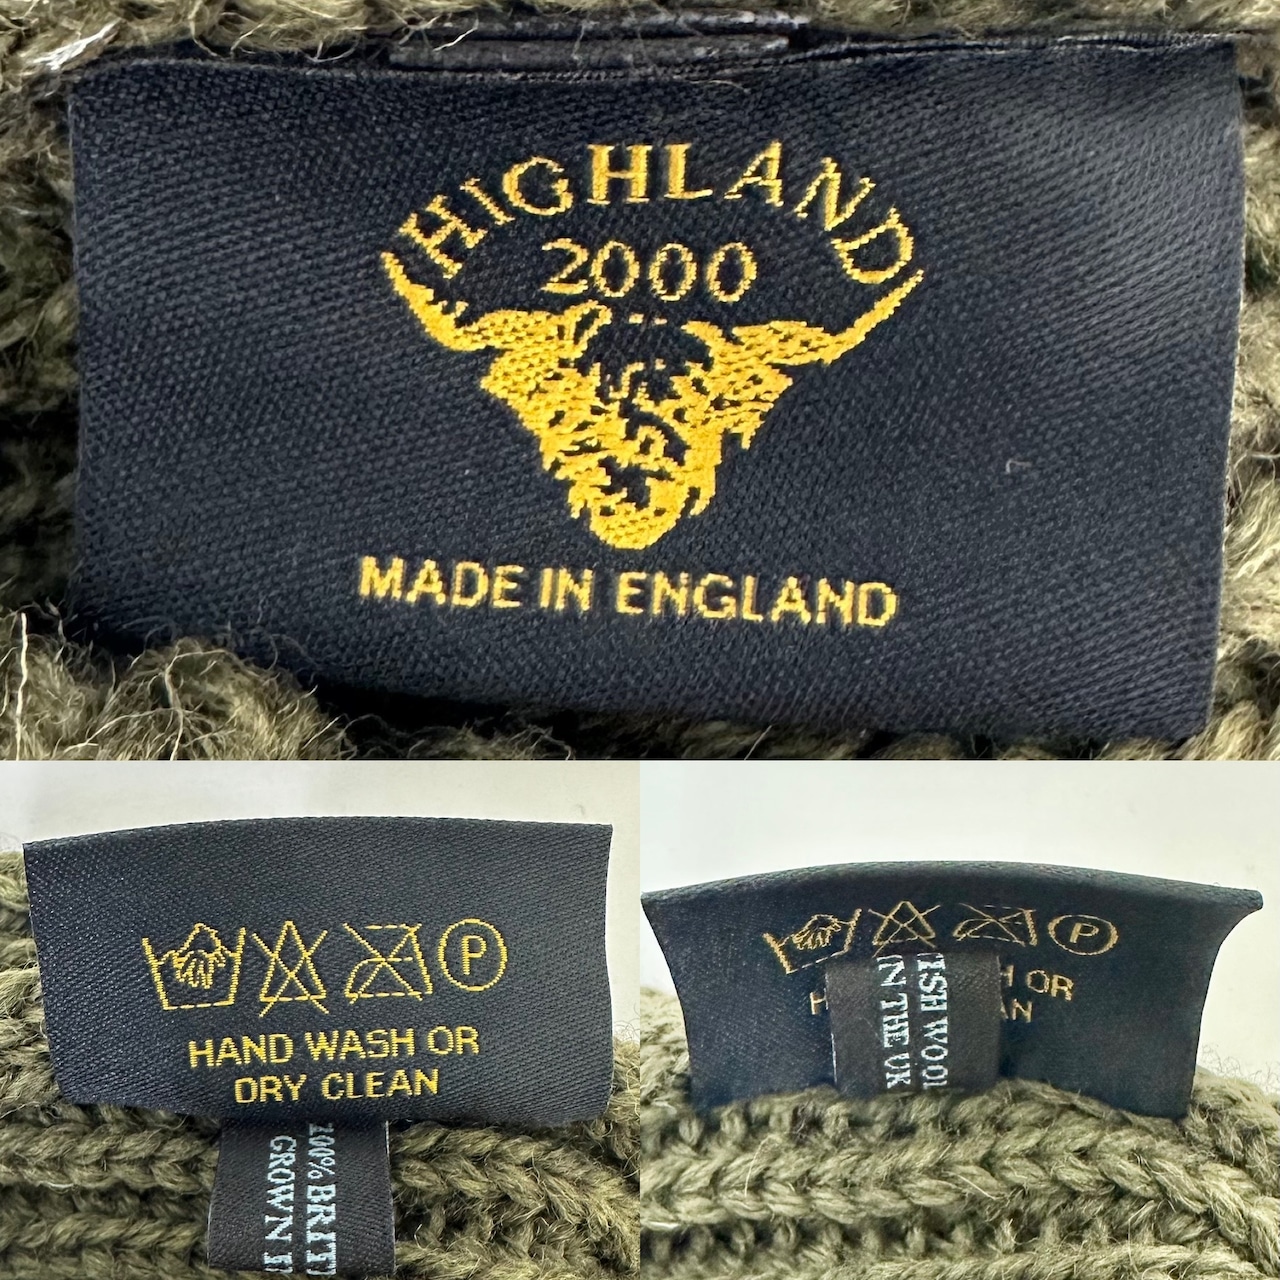 HIGHLAND
2000
MADE IN ENGLAND
P
HAND WASH OR
DRY CLEAN
100% BRIT
GROWN I
P
H OR
AN
ISH WOOL
N THE UK